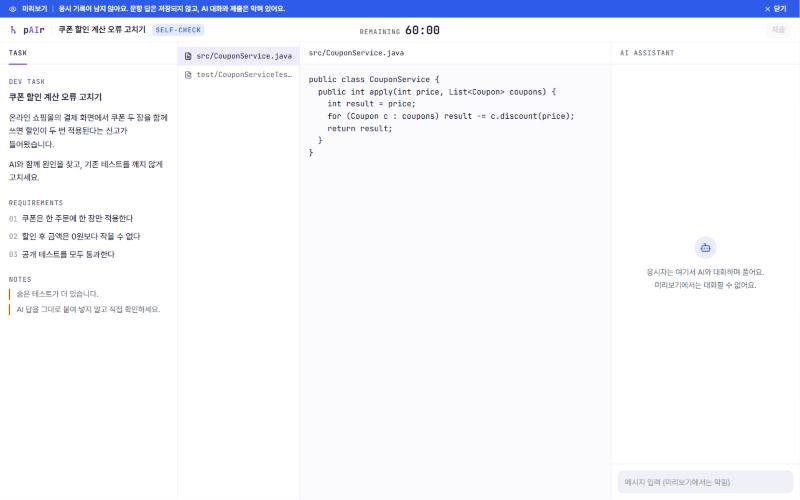 미리보기 응시 기록이 남지 않아요. 문항 답은 저장되지 않고, AI 대화와 제출은 막혀 있어요. × 닫기
pAIr 쿠폰 할인 계산 오류 고치기 SELF-CHECK REMAINING 60:00 제출
TASK
DEV TASK
쿠폰 할인 계산 오류 고치기
온라인 쇼핑몰의 결제 화면에서 쿠폰 두 장을 함께
쓰면 할인이 두 번 적용된다는 신고가
들어왔습니다.
AI와 함께 원인을 찾고, 기존 테스트를 깨지 않게
고치세요.
REQUIREMENTS
01 쿠폰은 한 주문에 한 장만 적용한다
02 할인 후 금액은 0원보다 작을 수 없다
03 공개 테스트를 모두 통과한다
NOTES
숨은 테스트가 더 있습니다.
AI 답을 그대로 붙여 넣지 말고 직접 확인하세요.
src/CouponService.java
test/CouponServiceTes…
src/CouponService.java
public class CouponService {
public int apply(int price, List<Coupon> coupons) {
int result = price;
for (Coupon c : coupons) result -= c.discount(price);
return result;
}
}
AI ASSISTANT
응시자는 여기서 AI와 대화하며 풀어요.
미리보기에서는 대화할 수 없어요.
메시지 입력 (미리보기에서는 막힘)